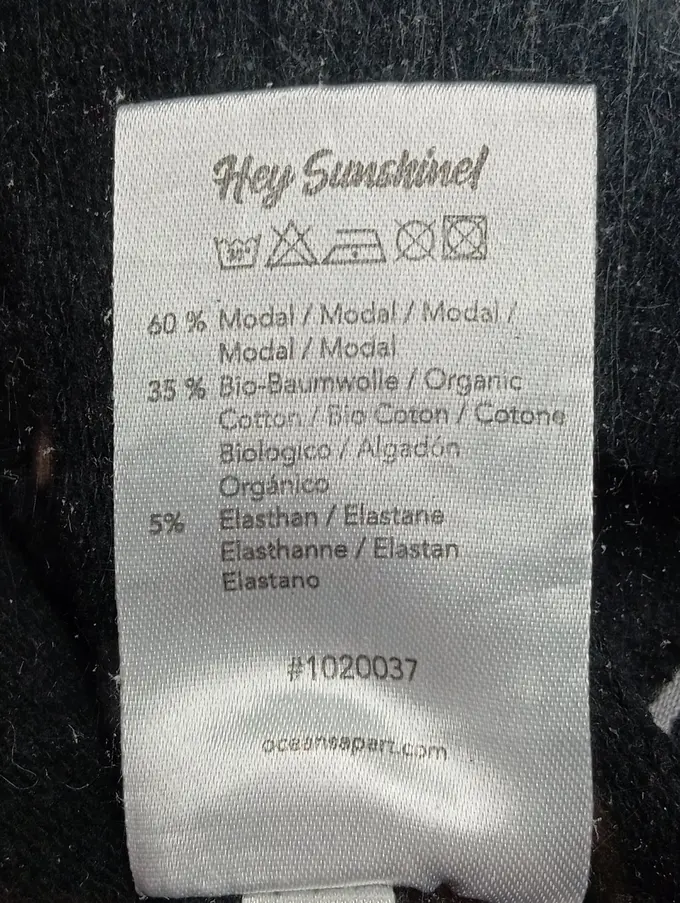 Hey Sunshine!
30°
60 % Modal / Modal / Modal /
Modal / Modal
35 % Bio-Baumwolle / Organic
Cotton / Bio Coton / Cotone
Biologico / Algadón
Orgánico
5% Elasthan / Elastane
Elasthanne / Elastan
Elastano
#1020037
oceansapart.com